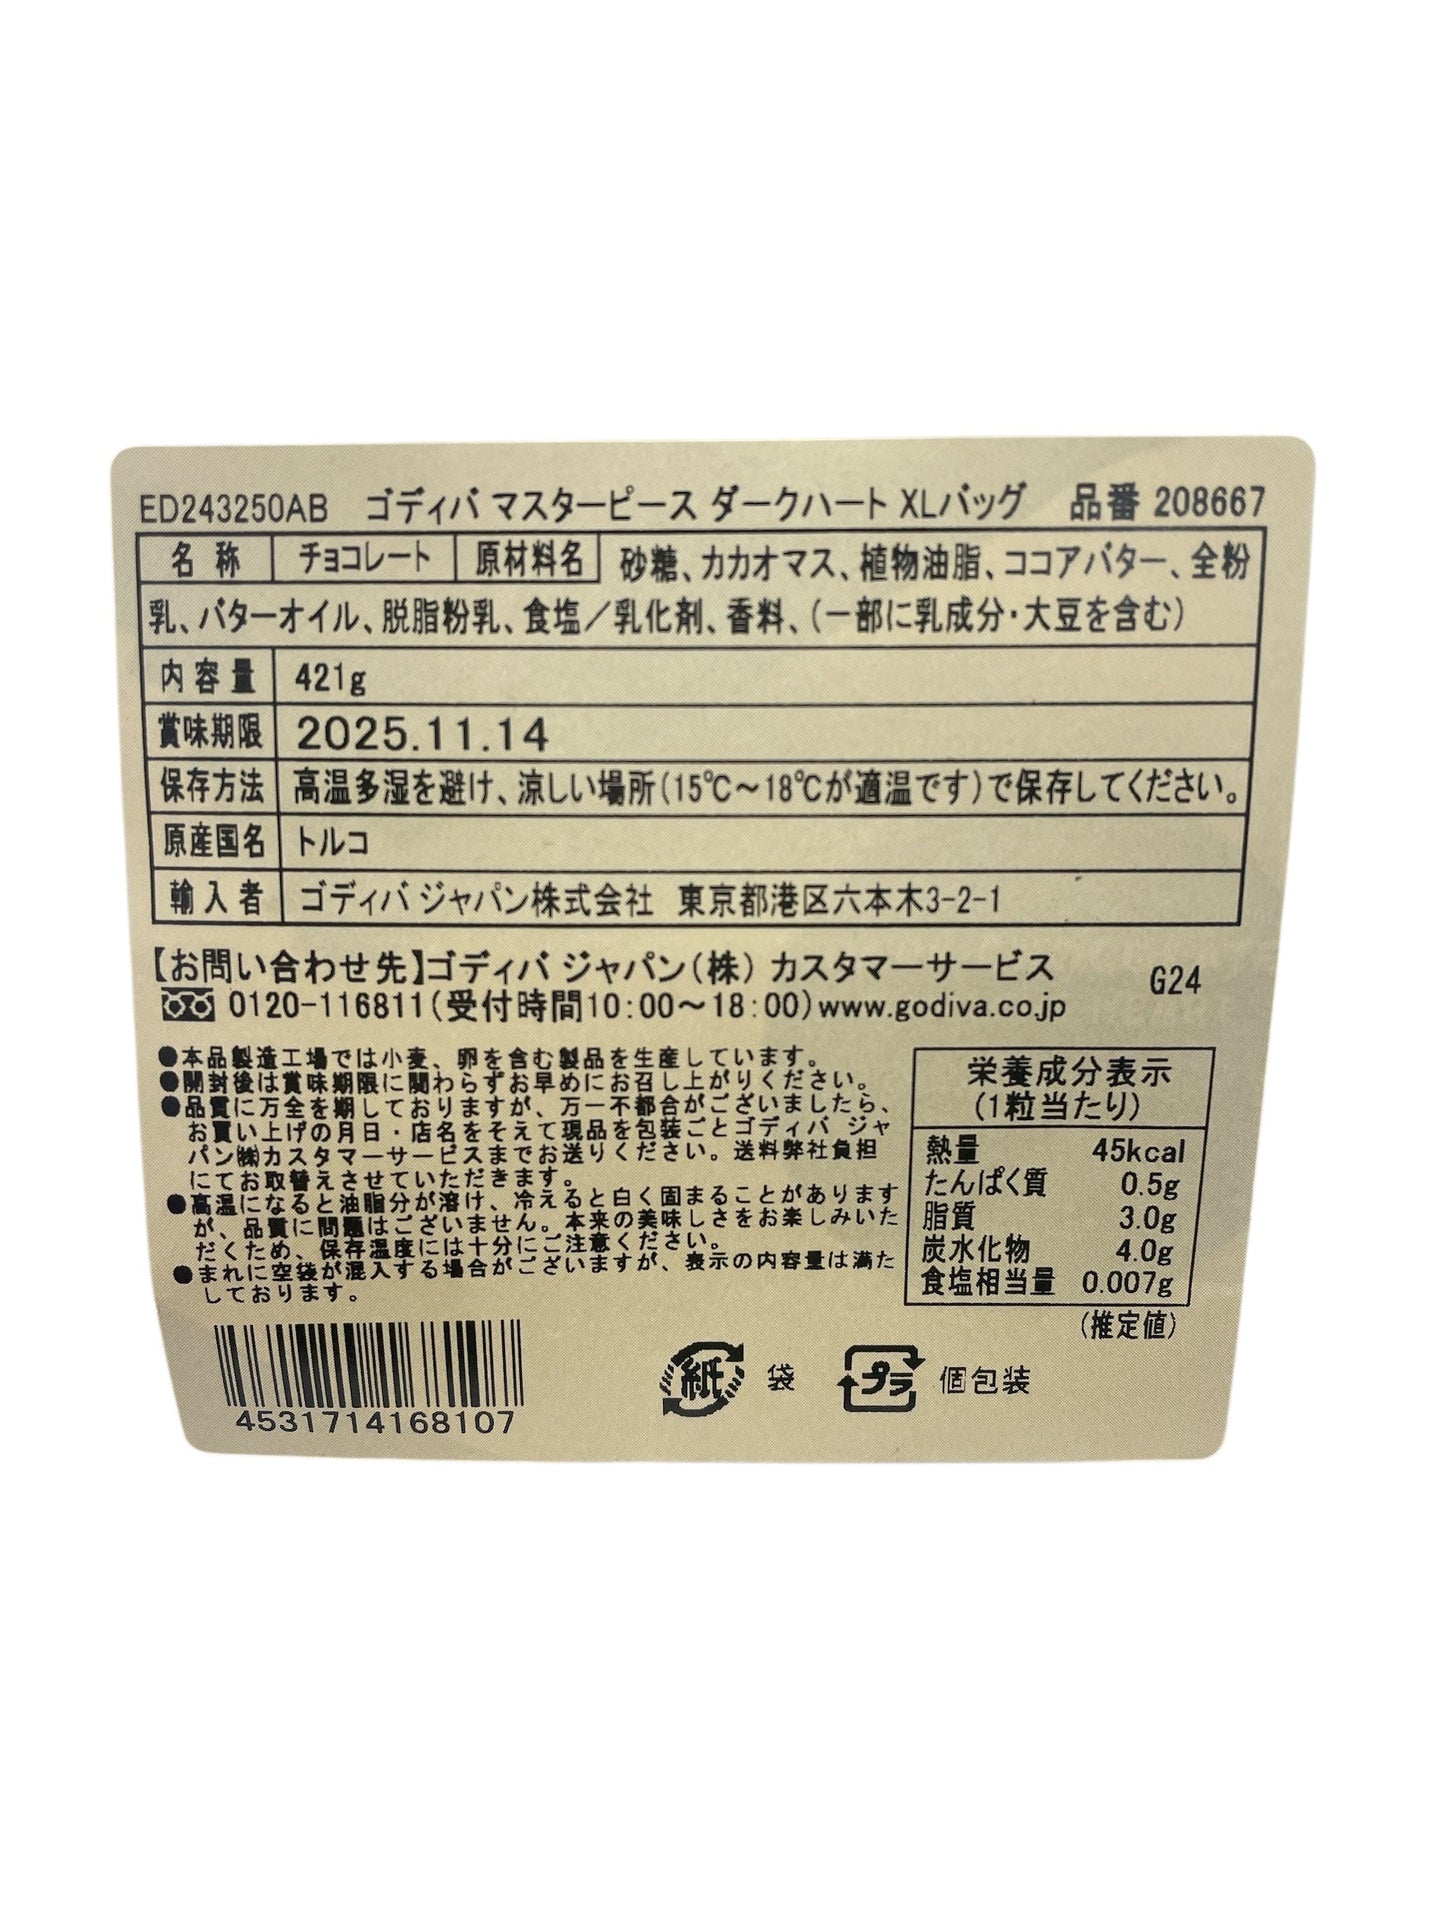 ED243250AB ゴディバ マスターピース ダークハート XLバッグ 品番 208667
名称 チョコレート 原材料名 砂糖、カカオマス、植物油脂、ココアバター、全粉
乳、バターオイル、脱脂粉乳、食塩／乳化剤、香料、(一部に乳成分・大豆を含む)
内容量 421g
賞味期限 2025.11.14
保存方法 高温多湿を避け、涼しい場所(15℃～18℃が適温です)で保存してください。
原産国名 トルコ
輸入者 ゴディバ ジャパン株式会社 東京都港区六本木3-2-1
【お問い合わせ先】ゴディバ ジャパン(株) カスタマーサービス
G24
0120-116811(受付時間10:00～18:00)www.godiva.co.jp
●本品製造工場では小麦、卵を含む製品を生産しています。
●開封後は賞味期限に関わらずお早めにお召し上がりください。
●品質に万全を期しておりますが、万一不都合がございましたら、
お買い上げの月日・店名をそえて現品を包装ごとゴディバ ジャ
パン㈱カスタマーサービスまでお送りください。送料弊社負担
にてお取替えさせていただきます。
●高温になると油脂分が溶け、冷えると白く固まることがあります
が、品質に問題はございません。本来の美味しさをお楽しみいた
だくため、保存温度には十分にご注意ください。
●まれに空袋が混入する場合がございますが、表示の内容量は満た
しております。
栄養成分表示
(1粒当たり)
熱量 45kcal
たんぱく質 0.5g
脂質 3.0g
炭水化物 4.0g
食塩相当量 0.007g
(推定値)
4531714168107
紙 袋 プラ 個包装